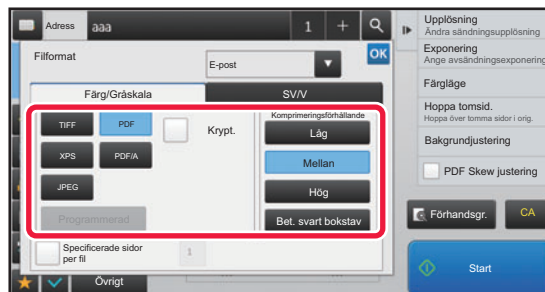 Adress
aaa
1
Filformat
E-post
OK
Färg/Gråskala
SV/V
TIFF
PDF
Krypt.
XPS
PDF/A
JPEG
Programmerad
Komprimeringsförhållande
Låg
Mellan
Hög
Bet. svart bokstav
Specificerade sidor
per fil
1
Övrigt
Upplösning
Ändra sändningsupplösning
Exponering
Ange avsändningsexponering
Färgläge
Hoppa tomsid.
Hoppa över tomma sidor i orig.
Bakgrundjustering
PDF Skew justering
Förhandsgr.
CA
Start